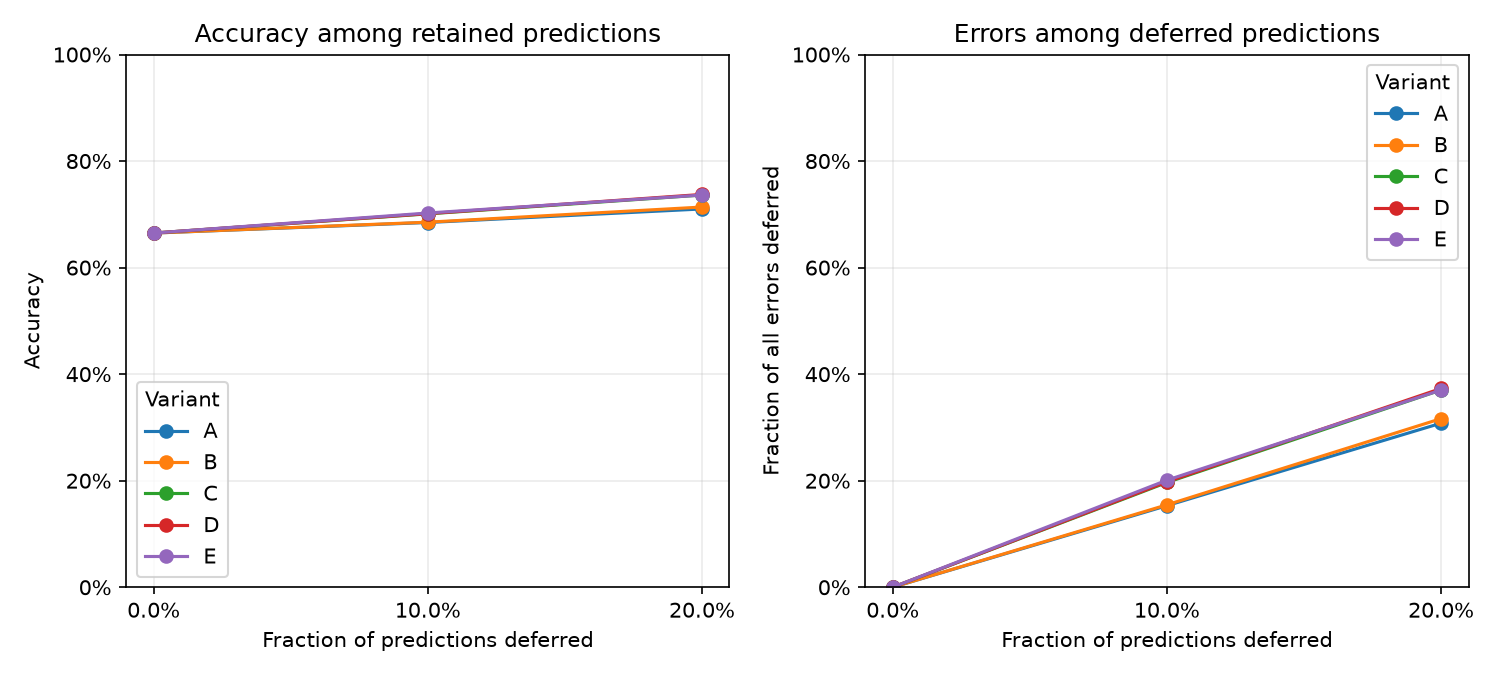 Accuracy among retained predictions
100%
80%
60%
40%
20%
0%
Accuracy
Variant
A
B
C
D
E
0.0%
10.0%
20.0%
Fraction of predictions deferred
Errors among deferred predictions
100%
80%
60%
40%
20%
0%
Fraction of all errors deferred
Variant
A
B
C
D
E
0.0%
10.0%
20.0%
Fraction of predictions deferred